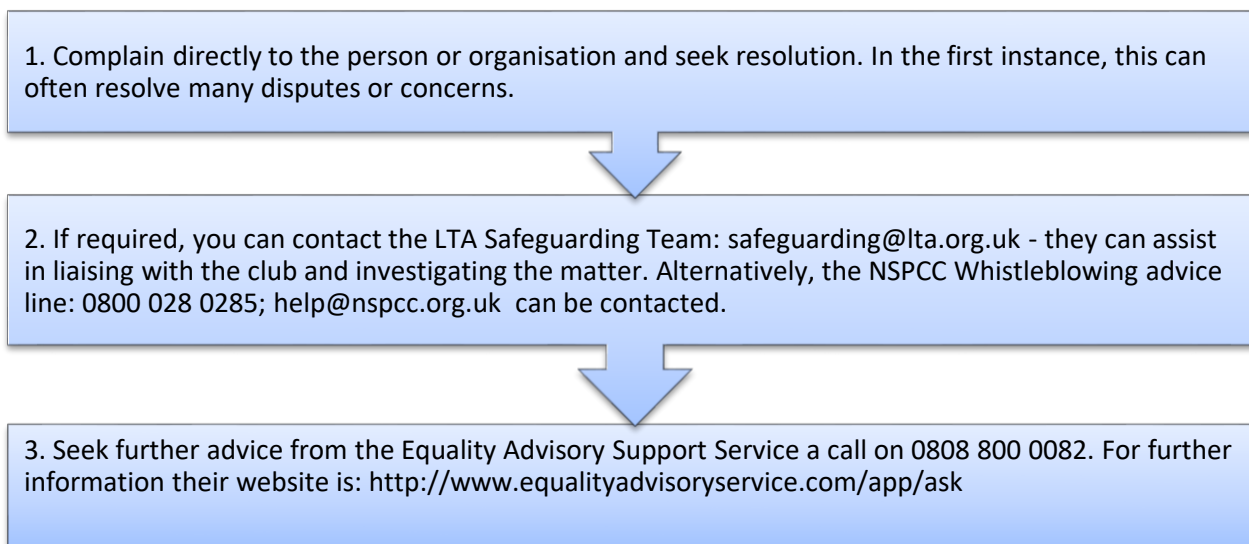 1. Complain directly to the person or organisation and seek resolution. In the first instance, this can
often resolve many disputes or concerns.
2. If required, you can contact the LTA Safeguarding Team: safeguarding@lta.org.uk - they can assist
in liaising with the club and investigating the matter. Alternatively, the NSPCC Whistleblowing advice
line: 0800 028 0285; help@nspcc.org.uk can be contacted.
3. Seek further advice from the Equality Advisory Support Service a call on 0808 800 0082. For further
information their website is: http://www.equalityadvisoryservice.com/app/ask